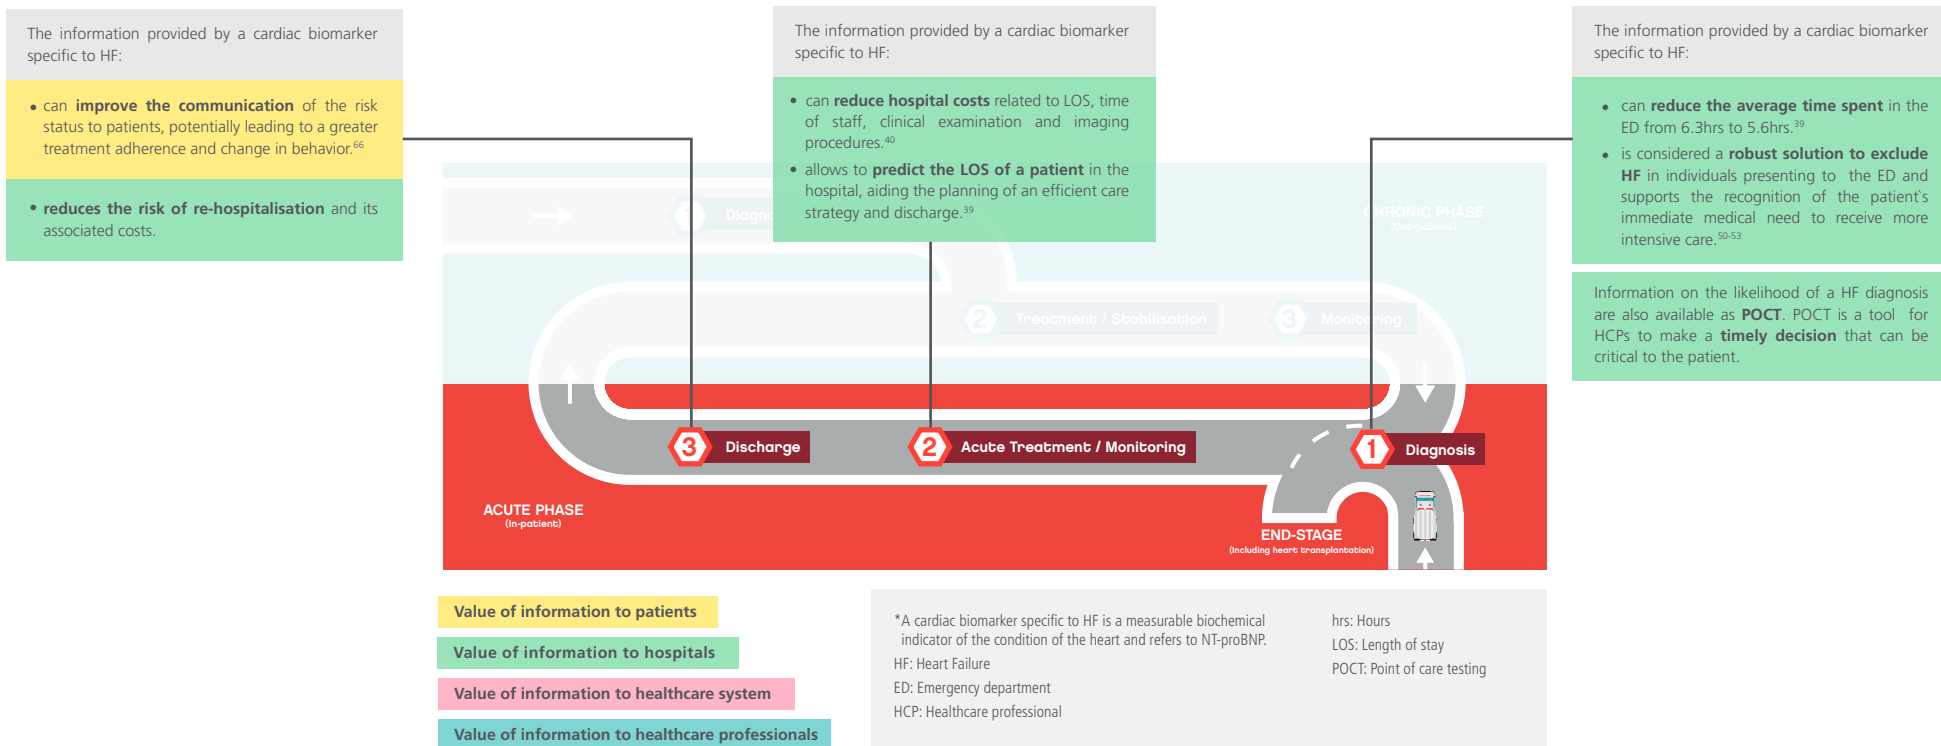 The information provided by a cardiac biomarker
specific to HF:
• can improve the communication of the risk
status to patients, potentially leading to a greater
treatment adherence and change in behavior.66
• reduces the risk of re-hospitalisation and its
associated costs.
The information provided by a cardiac biomarker
specific to HF:
• can reduce hospital costs related to LOS, time
of staff, clinical examination and imaging
procedures.40
• allows to predict the LOS of a patient in the
hospital, aiding the planning of an efficient care
strategy and discharge.39
The information provided by a cardiac biomarker
specific to HF:
• can reduce the average time spent in the
ED from 6.3hrs to 5.6hrs.39
• is considered a robust solution to exclude
HF in individuals presenting to the ED and
supports the recognition of the patient`s
immediate medical need to receive more
intensive care.50-53
Information on the likelihood of a HF diagnosis
are also available as POCT. POCT is a tool for
HCPs to make a timely decision that can be
critical to the patient.
CHRONIC PHASE
(Out-patient)
2 Treatment / Stabilisation
3 Monitoring
3 Discharge
2 Acute Treatment / Monitoring
1 Diagnosis
ACUTE PHASE
(In-patient)
END-STAGE
(Including heart transplantation)
Value of information to patients
Value of information to hospitals
Value of information to healthcare system
Value of information to healthcare professionals
*A cardiac biomarker specific to HF is a measurable biochemical
indicator of the condition of the heart and refers to NT-proBNP.
HF: Heart Failure
ED: Emergency department
HCP: Healthcare professional
hrs: Hours
LOS: Length of stay
POCT: Point of care testing